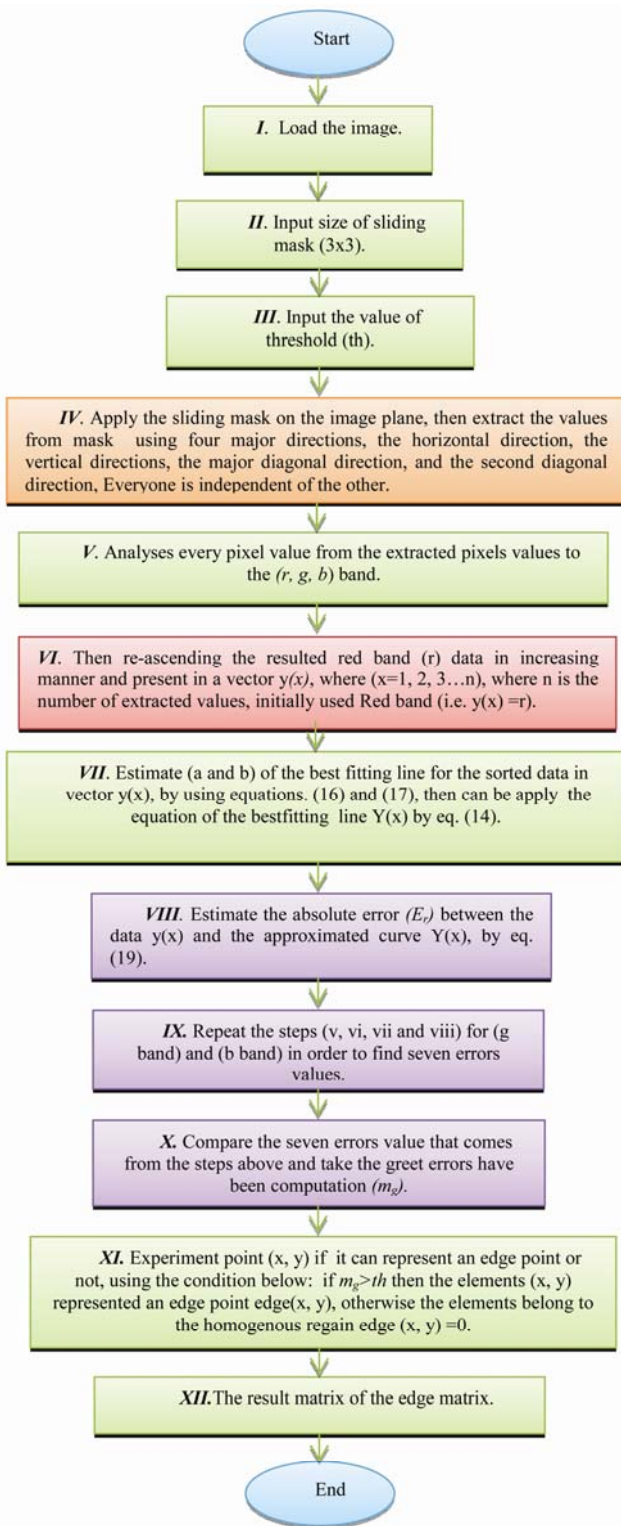 Start
I. Load the image.
II. Input size of sliding
mask (3x3).
III. Input the value of
threshold (th).
IV. Apply the sliding mask on the image plane, then extract the values
from mask using four major directions, the horizontal direction, the
vertical directions, the major diagonal direction, and the second diagonal
direction, Everyone is independent of the other.
V. Analyses every pixel value from the extracted pixels values to
the (r, g, b) band.
VI. Then re-ascending the resulted red band (r) data in increasing
manner and present in a vector y(x), where (x=1, 2, 3…n), where n is the
number of extracted values, initially used Red band (i.e. y(x) =r).
VII. Estimate (a and b) of the best fitting line for the sorted data in
vector y(x), by using equations. (16) and (17), then can be apply the
equation of the bestfitting line Y(x) by eq. (14).
VIII. Estimate the absolute error (Er) between the
data y(x) and the approximated curve Y(x), by eq.
(19).
IX. Repeat the steps (v, vi, vii and viii) for (g
band) and (b band) in order to find seven errors
values.
X. Compare the seven errors value that comes
from the steps above and take the greet errors have
been computation (mg).
XI. Experiment point (x, y) if it can represent an edge point or
not, using the condition below: if mg>th then the elements (x, y)
represented an edge point edge(x, y), otherwise the elements belong to
the homogenous regain edge (x, y) =0.
XII.The result matrix of the edge matrix.
End